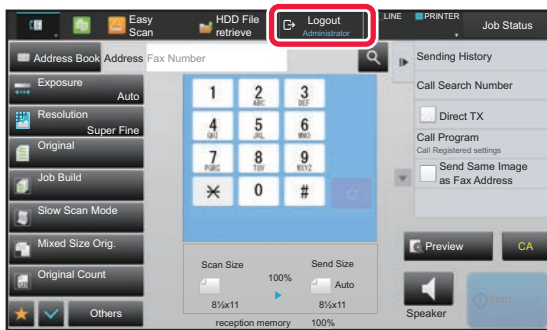 Easy
Scan
HDD File
retrieve
Logout
Administrator
LINE
PRINTER
Job Status
Address Book
Address
Fax Number
Exposure
Auto
Resolution
Super Fine
Original
Job Build
Slow Scan Mode
Mixed Size Orig.
Original Count
Others
1
2
ABC
3
DEF
4
GHI
5
JKL
6
MNO
7
PQRS
8
TUV
9
WXYZ
0
#
C
Scan Size
100%
Send Size
Auto
8½x11
8½x11
reception memory 100%
Sending History
Call Search Number
Direct TX
Call Program
Call Registered settings
Send Same Image
as Fax Address
Preview
CA
Speaker
Start